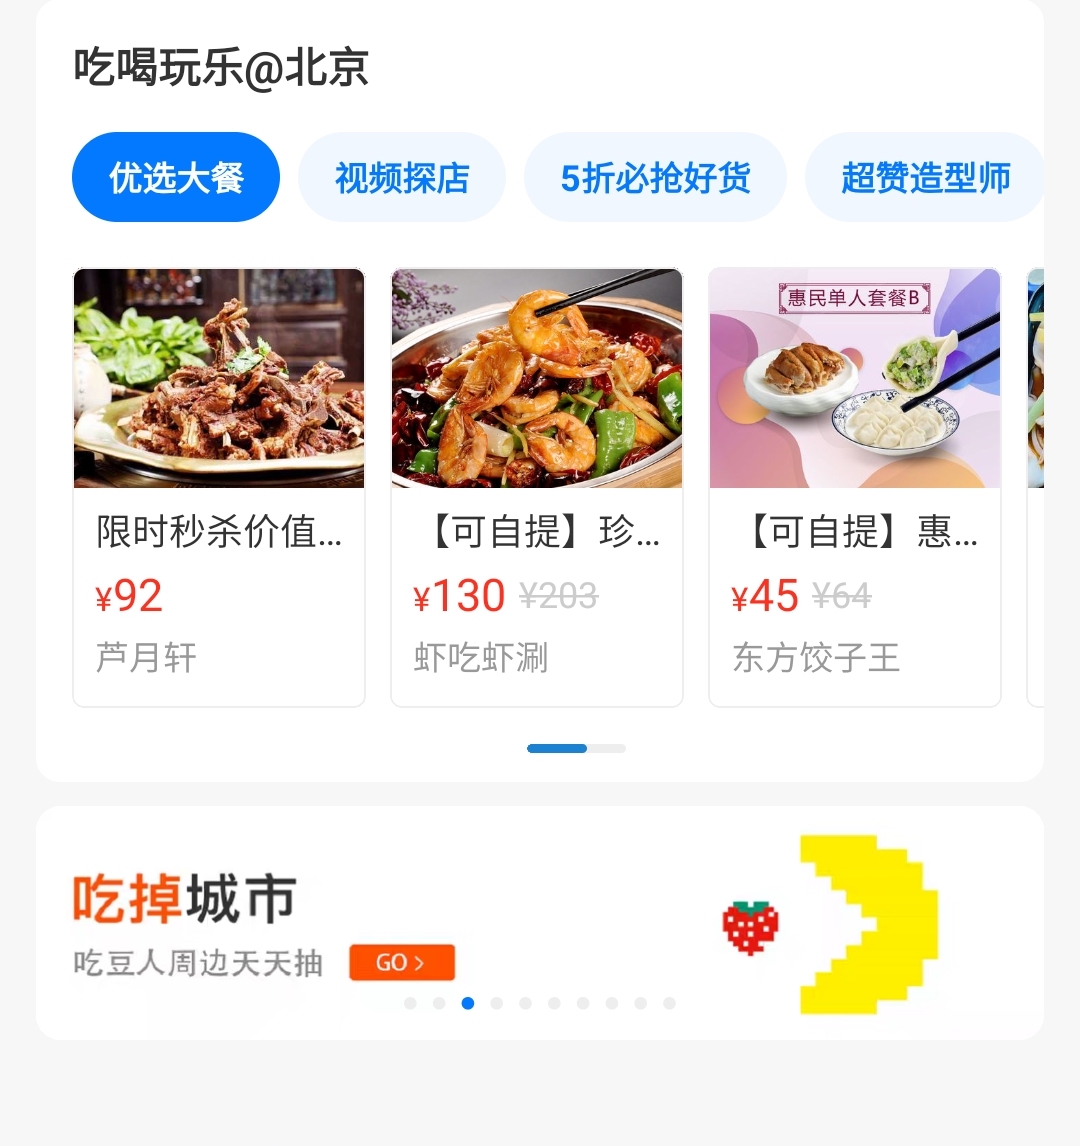 吃喝玩乐@北京
优选大餐 视频探店 5折必抢好货 超赞造型师
惠民单人套餐B
限时秒杀价值... 【可自提】珍... 【可自提】惠...
¥92 ¥130 ¥203 ¥45 ¥64
芦月轩 虾吃虾涮 东方饺子王
吃掉城市
吃豆人周边天天抽 GO >